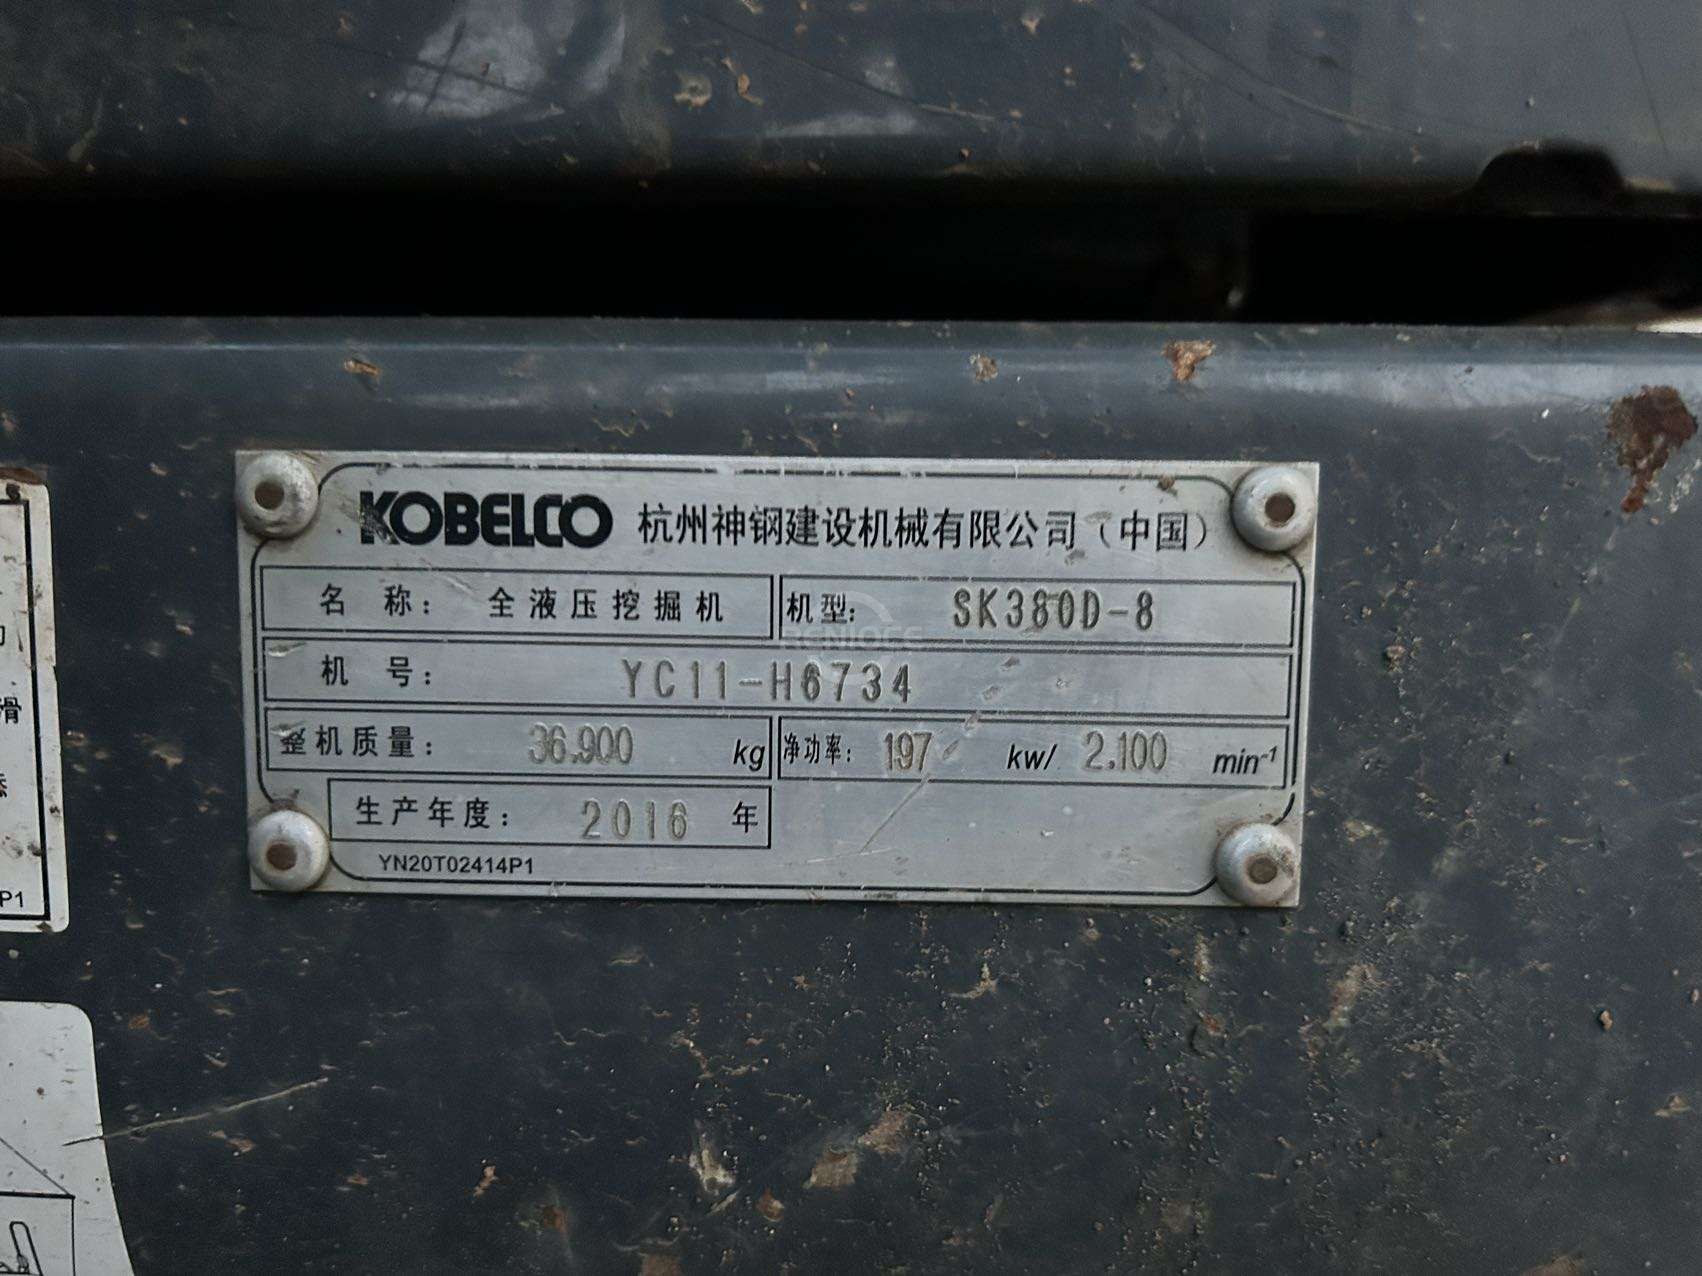 KOBELCO 杭州神钢建设机械有限公司（中国）
名 称： 全液压挖掘机 机型： SK380D-8
机 号： YC11-H6734
整机质量： 36,900 kg 净功率： 197 kw/ 2,100 min-1
生产年度： 2016 年
YN20T02414P1
滑
P1